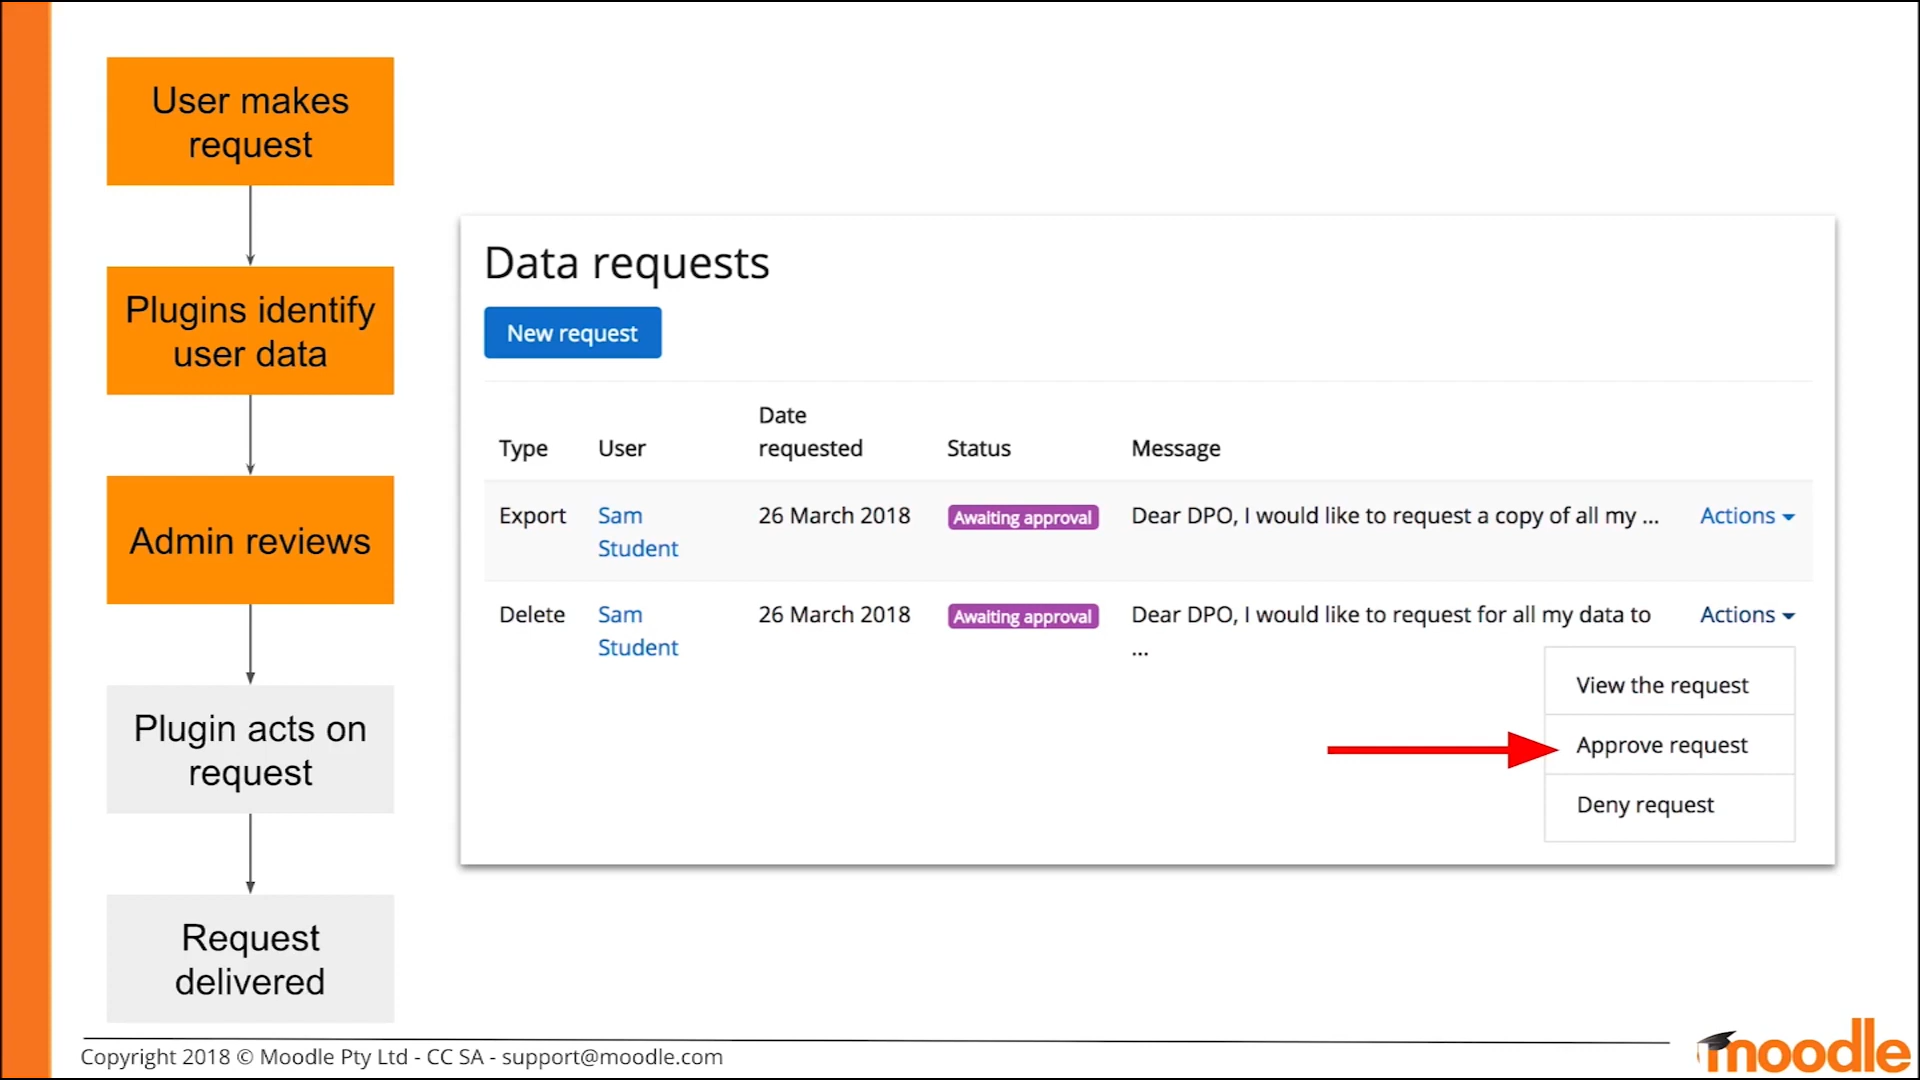 User makes
request
Plugins identify
user data
Admin reviews
Plugin acts on
request
Request
delivered
Data requests
New request
Type User Date requested Status Message
Export Sam Student 26 March 2018 Awaiting approval Dear DPO, I would like to request a copy of all my ... Actions
Delete Sam Student 26 March 2018 Awaiting approval Dear DPO, I would like to request for all my data to ... Actions
View the request
Approve request
Deny request
Copyright 2018 © Moodle Pty Ltd - CC SA - support@moodle.com
moodle